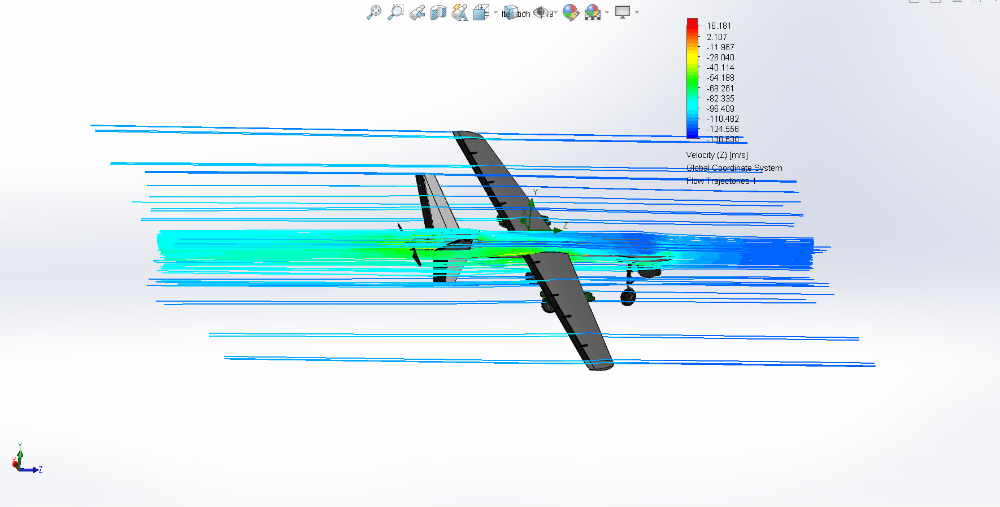 Iteration = 249
16.181
2.107
-11.967
-26.040
-40.114
-54.188
-68.261
-82.335
-96.409
-110.482
-124.556
-138.630
Velocity (Z) [m/s]
Global Coordinate System
Flow Trajectories 1
Y
X
Z
Y
X
Z